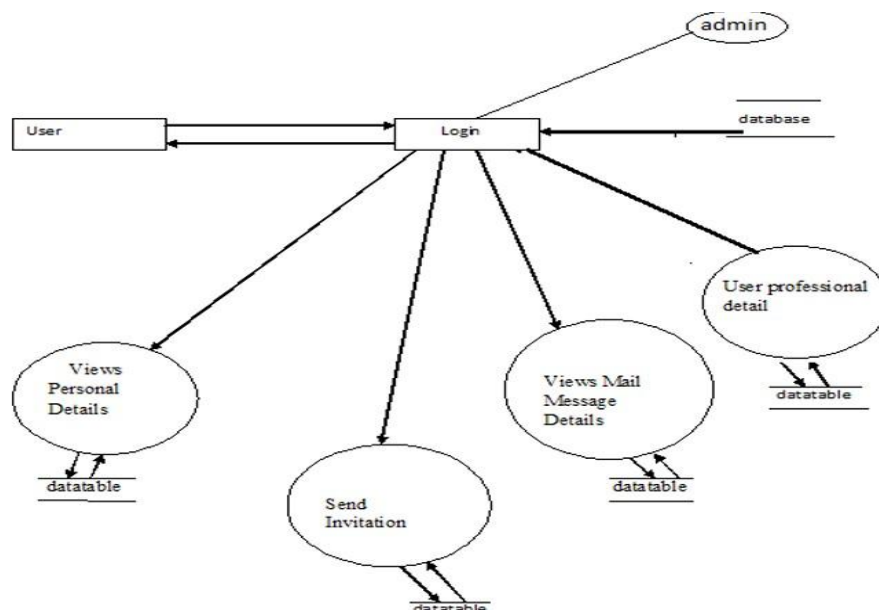 admin
User
Login
database
User professional
detail
Views
Personal
Details
Views Mail
Message
Details
datatable
datatable
datatable
Send
Invitation
datatable